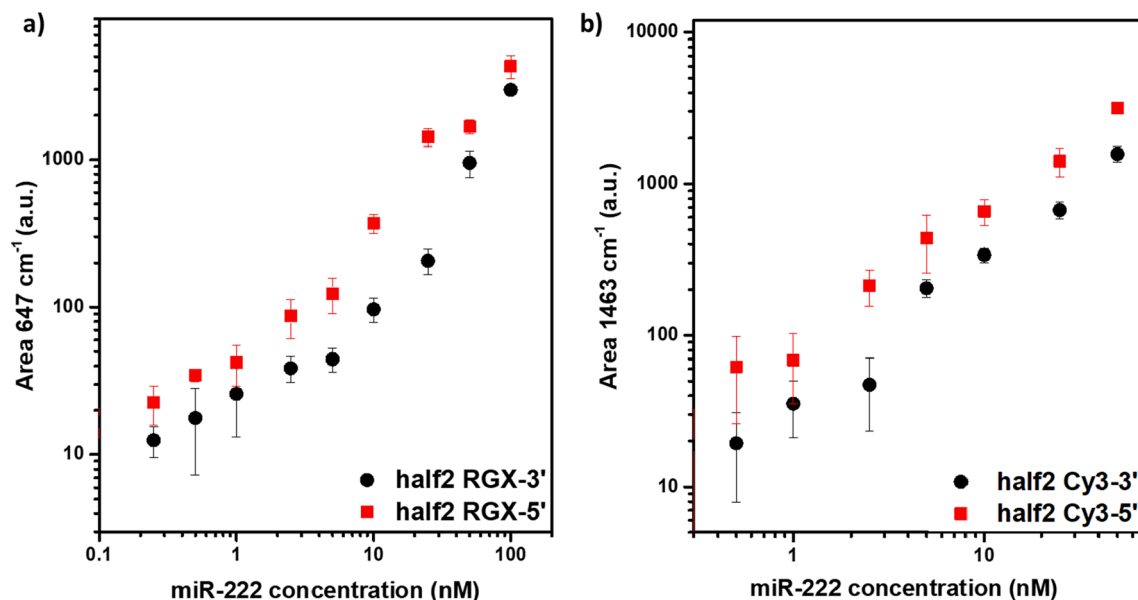 a)
1000
100
10
0.1
1
10
100
Area 647 cm⁻¹ (a.u.)
miR-222 concentration (nM)
half2 RGX-3'
half2 RGX-5'
b)
10000
1000
100
10
1
10
Area 1463 cm⁻¹ (a.u.)
miR-222 concentration (nM)
half2 Cy3-3'
half2 Cy3-5'